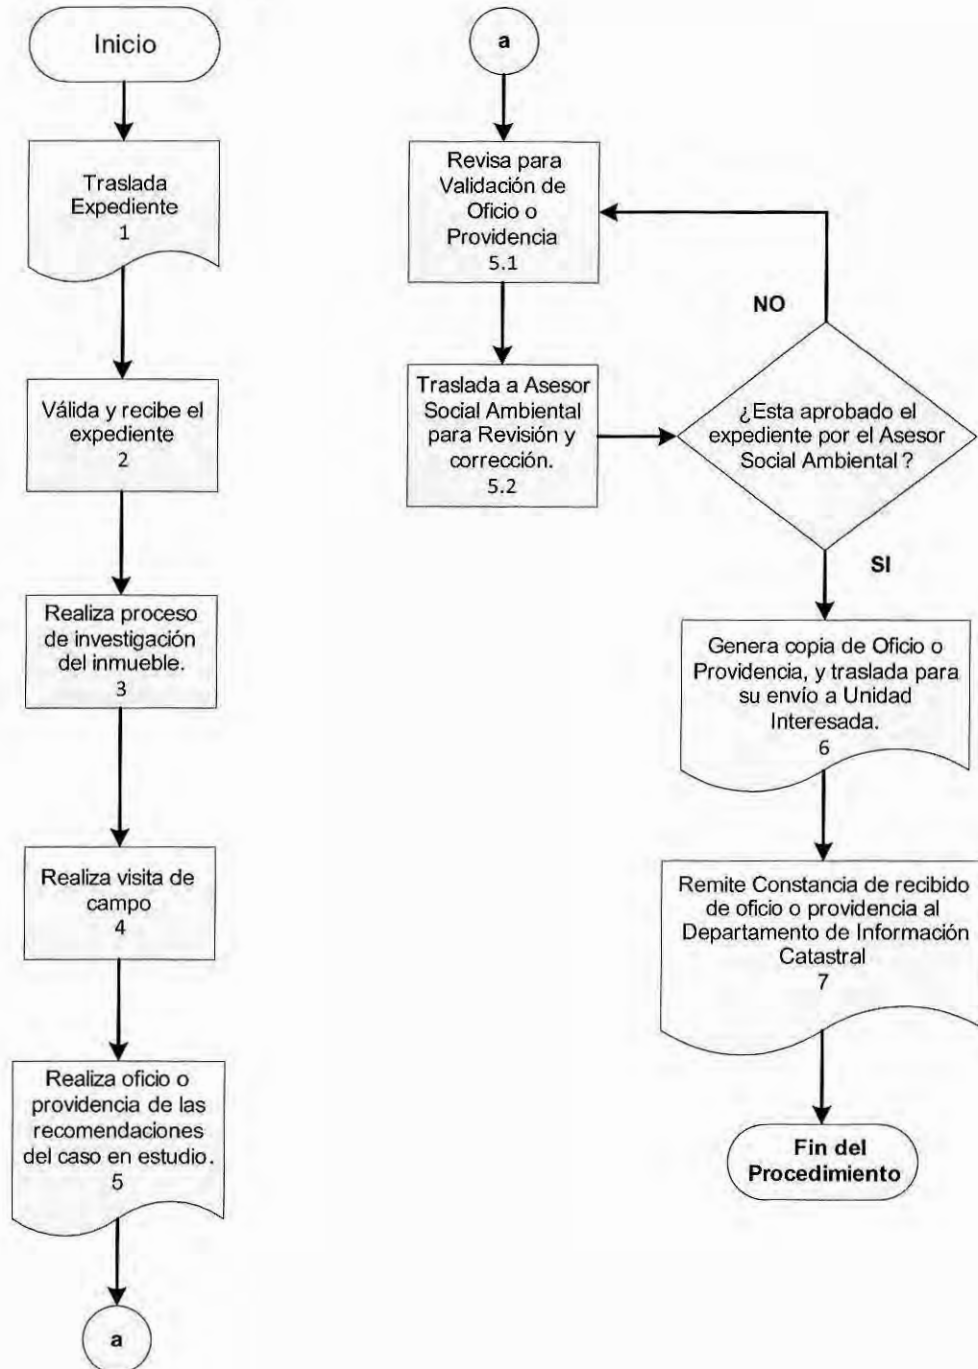 Inicio
Traslada
Expediente
1
Válida y recibe el
expediente
2
Realiza proceso
de investigación
del inmueble.
3
Realiza visita de
campo
4
Realiza oficio o
providencia de las
recomendaciones
del caso en estudio.
5
a
a
Revisa para
Validación de
Oficio o
Providencia
5.1
Traslada a Asesor
Social Ambiental
para Revisión y
corrección.
5.2
¿Esta aprobado el
expediente por el Asesor
Social Ambiental?
NO
SI
Genera copia de Oficio o
Providencia, y traslada para
su envío a Unidad
Interesada.
6
Remite Constancia de recibido
de oficio o providencia al
Departamento de Información
Catastral
7
Fin del
Procedimiento